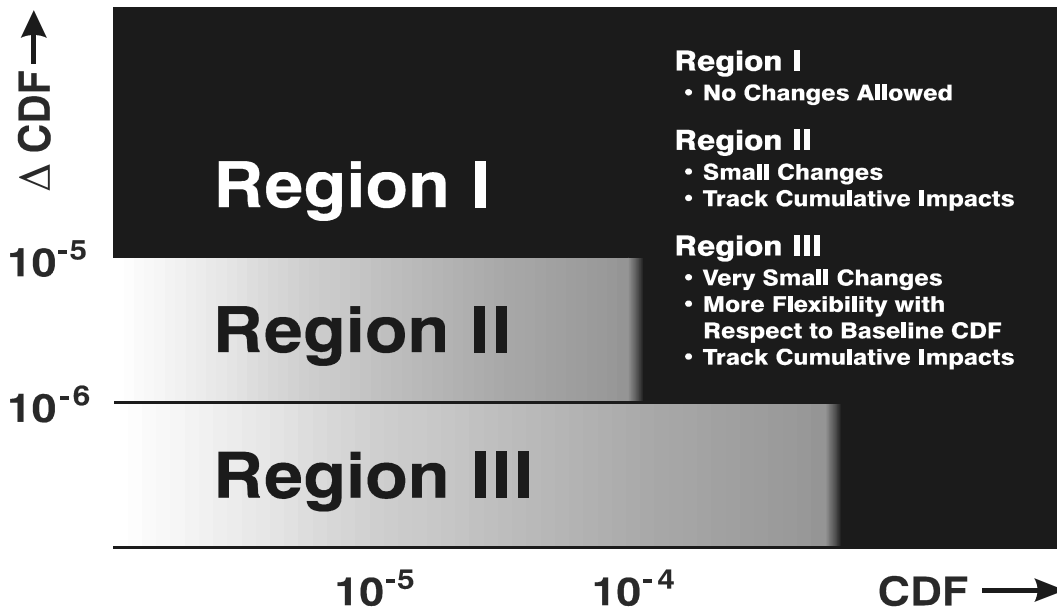 Δ CDF →
Region I
• No Changes Allowed
Region II
• Small Changes
• Track Cumulative Impacts
Region III
• Very Small Changes
• More Flexibility with
Respect to Baseline CDF
• Track Cumulative Impacts
Region I
10⁻⁵
Region II
10⁻⁶
Region III
10⁻⁵ 10⁻⁴ CDF →